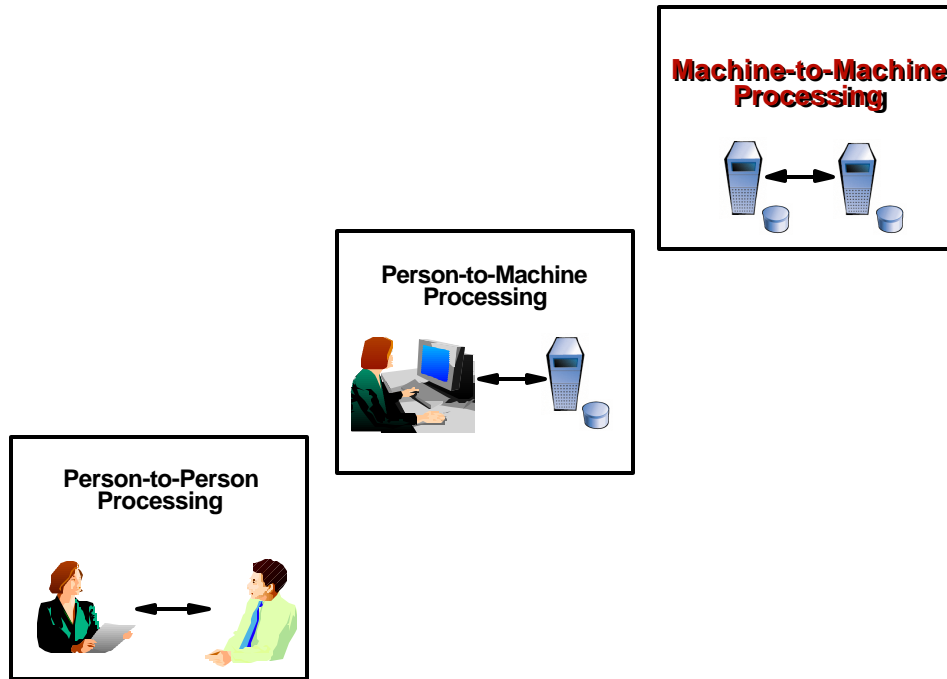 Machine-to-Machine
Processing
Person-to-Machine
Processing
Person-to-Person
Processing